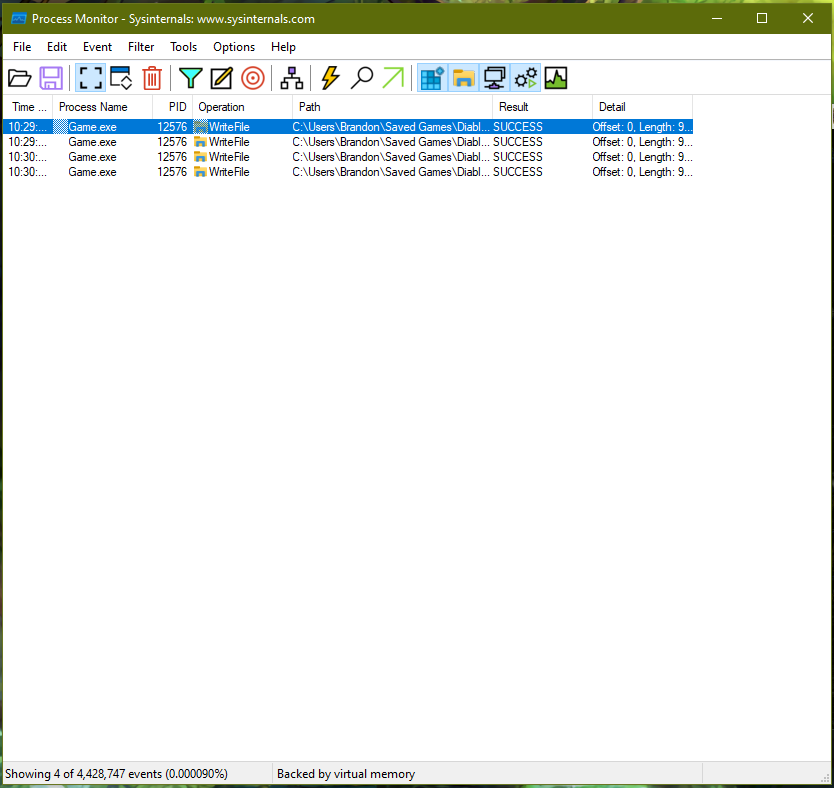 Process Monitor - Sysinternals: www.sysinternals.com
File Edit Event Filter Tools Options Help
Time ... Process Name PID Operation Path Result Detail
10:29:... Game.exe 12576 WriteFile C:\Users\Brandon\Saved Games\Diabl... SUCCESS Offset: 0, Length: 9...
10:29:... Game.exe 12576 WriteFile C:\Users\Brandon\Saved Games\Diabl... SUCCESS Offset: 0, Length: 9...
10:30:... Game.exe 12576 WriteFile C:\Users\Brandon\Saved Games\Diabl... SUCCESS Offset: 0, Length: 9...
10:30:... Game.exe 12576 WriteFile C:\Users\Brandon\Saved Games\Diabl... SUCCESS Offset: 0, Length: 9...
Showing 4 of 4,428,747 events (0.000090%) Backed by virtual memory